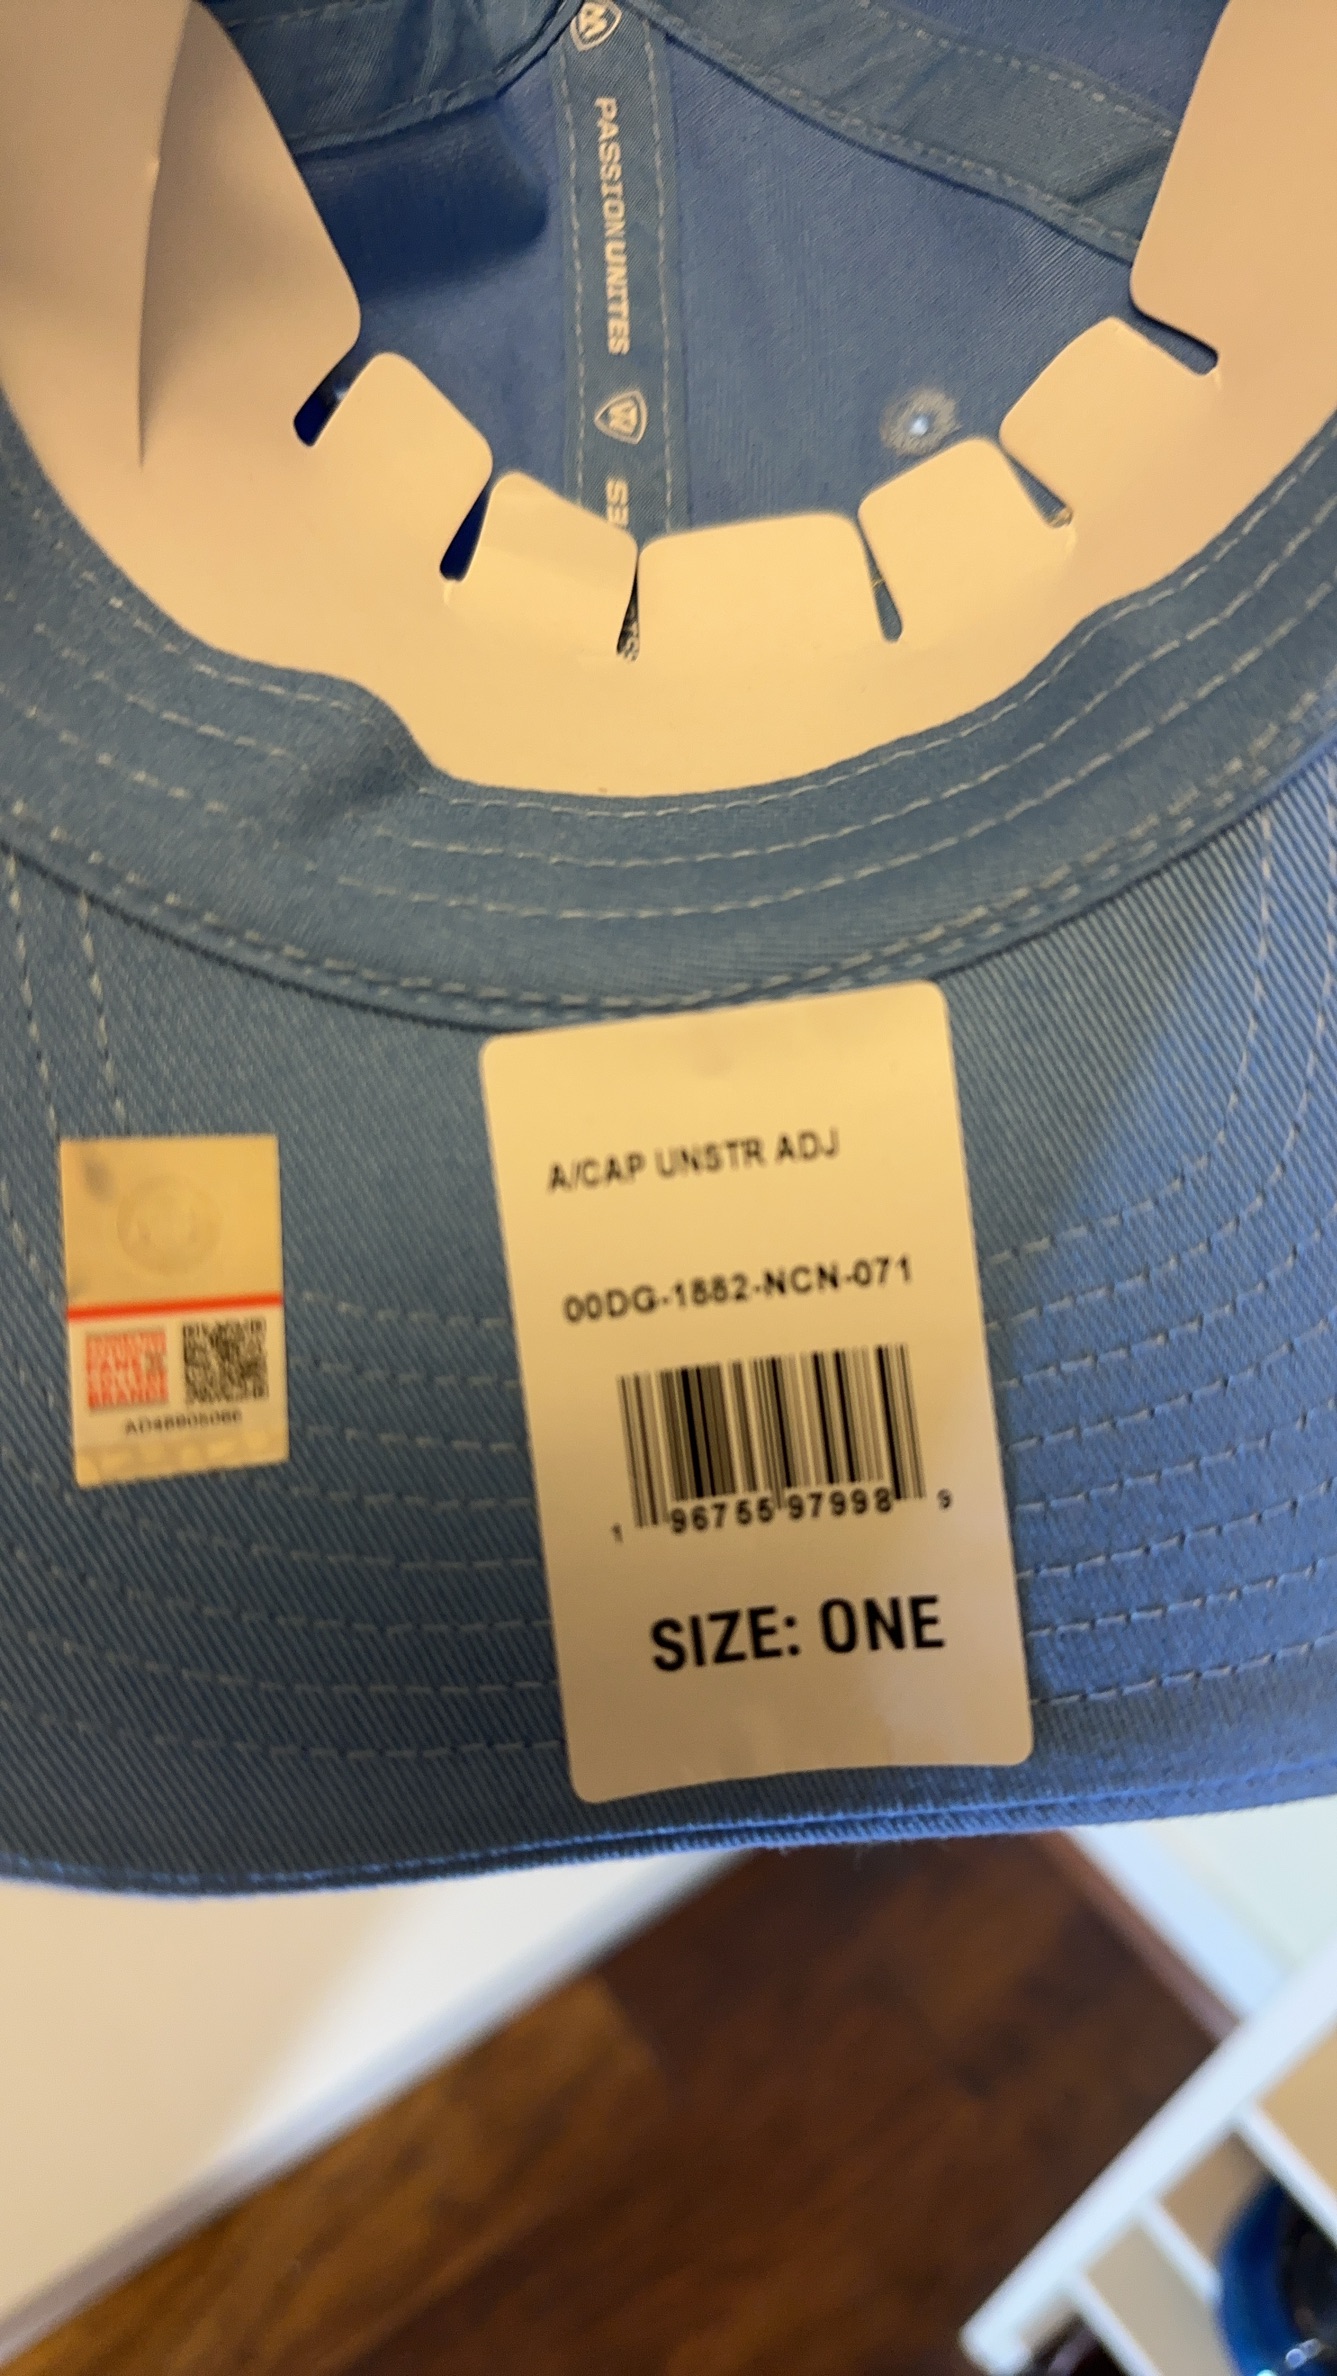 PASSION UNITES
A/CAP UNSTR ADJ
00DG-1882-NCN-071
1 96755 97998 9
SIZE: ONE